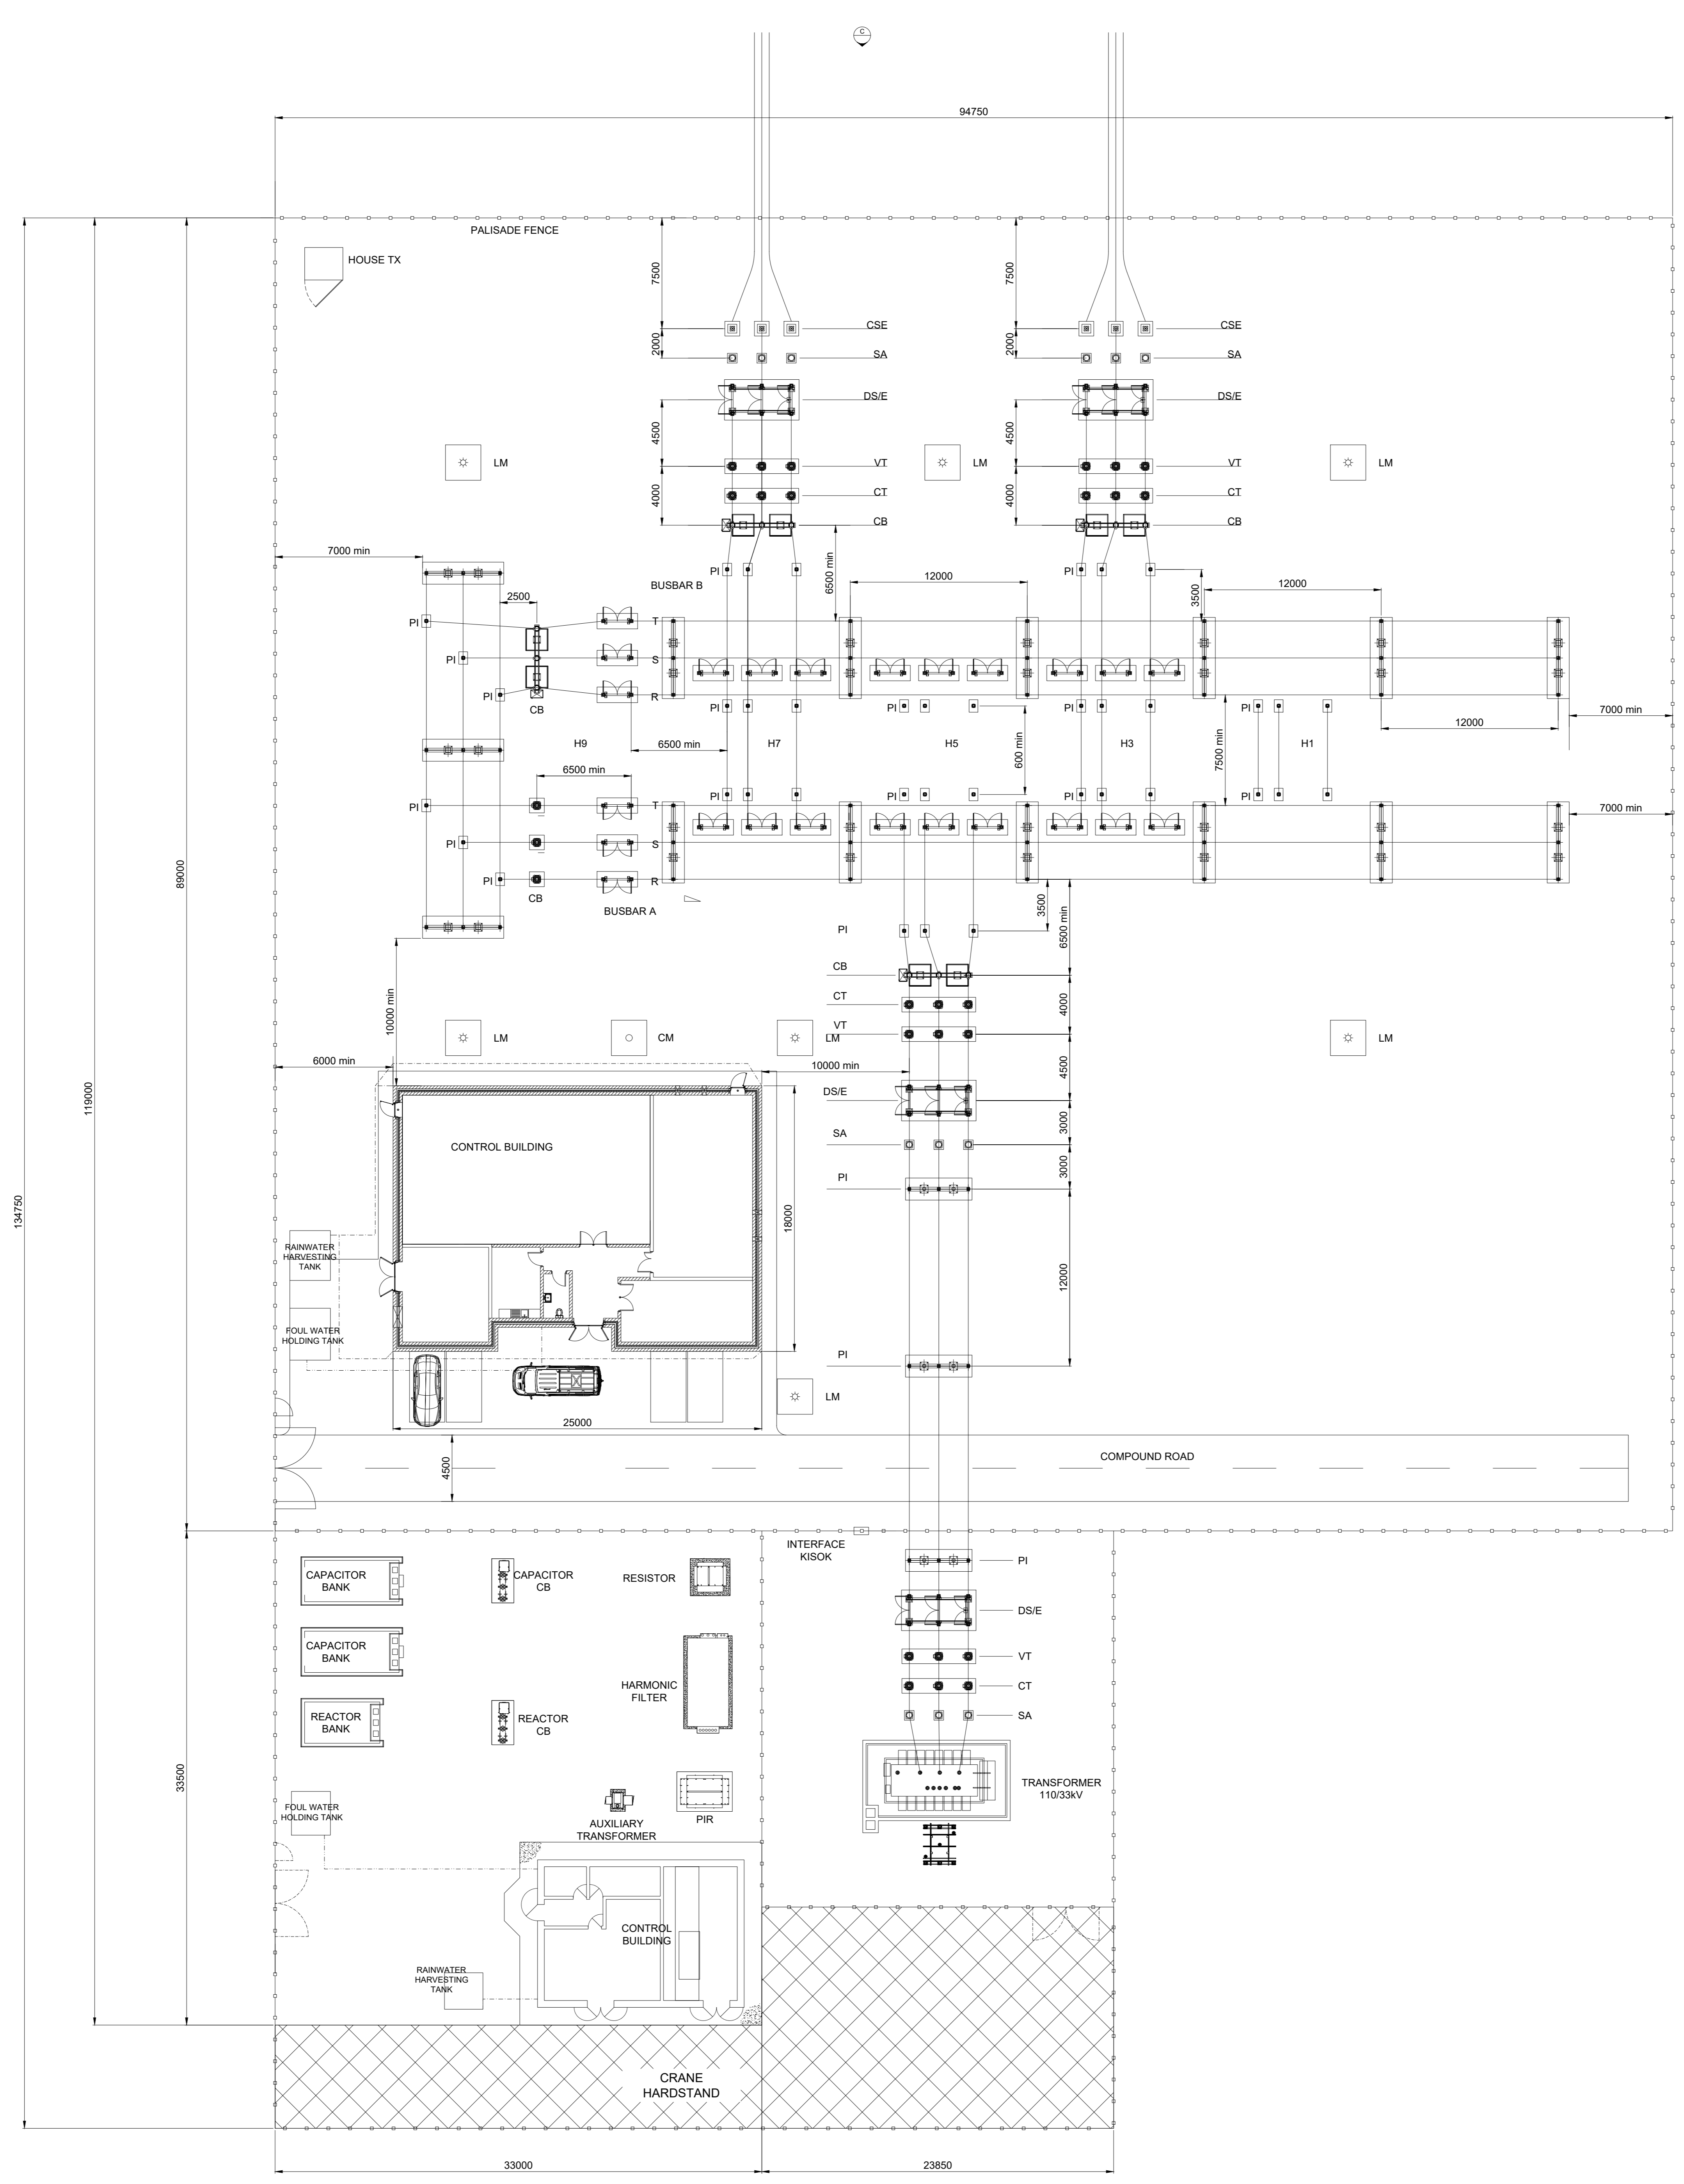 C
94750
PALISADE FENCE
HOUSE TX
7500
7500
CSE
CSE
2000
2000
SA
SA
DS/E
DS/E
4500
4500
LM
VT
LM
VT
LM
4000
4000
CT
CT
CB
CB
7000 min
6500 min
PI
PI
BUSBAR B
12000
12000
2500
3500
PI
T
PI
S
PI
R
CB
PI
PI
PI
PI
7000 min
12000
H9
6500 min
H7
H5
600 min
H3
7500 min
H1
6500 min
PI
PI
PI
PI
PI
T
7000 min
PI
S
PI
R
CB
BUSBAR A
89000
3500
6500 min
PI
CB
10000 min
CT
4000
VT
LM
CM
LM
LM
6000 min
10000 min
4500
119000
DS/E
3000
SA
CONTROL BUILDING
3000
PI
134750
18000
RAINWATER
HARVESTING
TANK
12000
FOUL WATER
HOLDING TANK
PI
LM
25000
4500
COMPOUND ROAD
INTERFACE
KISOK
PI
CAPACITOR
BANK
CAPACITOR
CB
RESISTOR
DS/E
CAPACITOR
BANK
VT
HARMONIC
FILTER
CT
REACTOR
BANK
REACTOR
CB
SA
33500
TRANSFORMER
110/33kV
FOUL WATER
HOLDING TANK
AUXILIARY
TRANSFORMER
PIR
CONTROL
BUILDING
RAINWATER
HARVESTING
TANK
CRANE
HARDSTAND
33000
23850